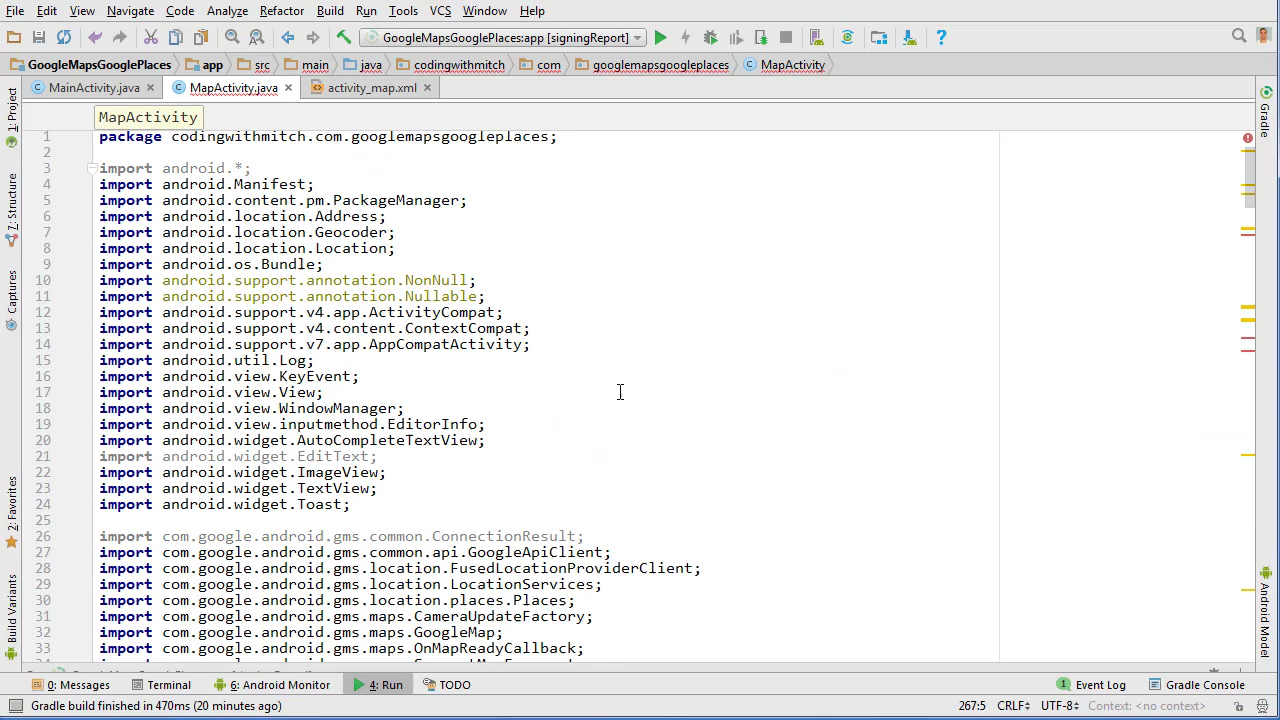 File Edit View Navigate Code Analyze Refactor Build Run Tools VCS Window Help
GoogleMapsGooglePlaces:app [signingReport]
GoogleMapsGooglePlaces app src main java codingwithmitch com googlemapsgoogleplaces MapActivity
MainActivity.java MapActivity.java activity_map.xml
MapActivity
1 package codingwithmitch.com.googlemapsgoogleplaces;
2
3 import android.*;
4 import android.Manifest;
5 import android.content.pm.PackageManager;
6 import android.location.Address;
7 import android.location.Geocoder;
8 import android.location.Location;
9 import android.os.Bundle;
10 import android.support.annotation.NonNull;
11 import android.support.annotation.Nullable;
12 import android.support.v4.app.ActivityCompat;
13 import android.support.v4.content.ContextCompat;
14 import android.support.v7.app.AppCompatActivity;
15 import android.util.Log;
16 import android.view.KeyEvent;
17 import android.view.View;
18 import android.view.WindowManager;
19 import android.view.inputmethod.EditorInfo;
20 import android.widget.AutoCompleteTextView;
21 import android.widget.EditText;
22 import android.widget.ImageView;
23 import android.widget.TextView;
24 import android.widget.Toast;
25
26 import com.google.android.gms.common.ConnectionResult;
27 import com.google.android.gms.common.api.GoogleApiClient;
28 import com.google.android.gms.location.FusedLocationProviderClient;
29 import com.google.android.gms.location.LocationServices;
30 import com.google.android.gms.location.places.Places;
31 import com.google.android.gms.maps.CameraUpdateFactory;
32 import com.google.android.gms.maps.GoogleMap;
33 import com.google.android.gms.maps.OnMapReadyCallback;
1: Project
7: Structure
Captures
2: Favorites
Build Variants
Gradle
Android Model
0: Messages Terminal 6: Android Monitor 4: Run TODO 1 Event Log Gradle Console
Gradle build finished in 470ms (20 minutes ago) 267:5 CRLF UTF-8 Context: <no context>